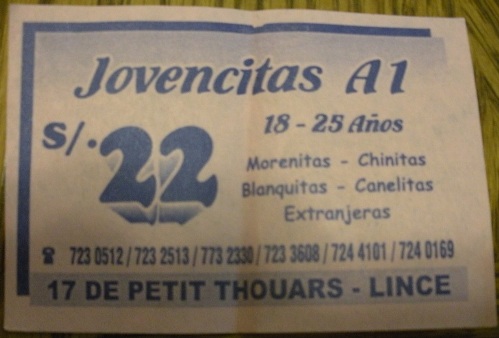 Jovencitas A1
S/. 22
18 - 25 Años
Morenitas - Chinitas
Blanquitas - Canelitas
Extranjeras
☎ 723 0512 / 723 2513 / 773 2330 / 723 3608 / 724 4101 / 724 0169
17 DE PETIT THOUARS - LINCE